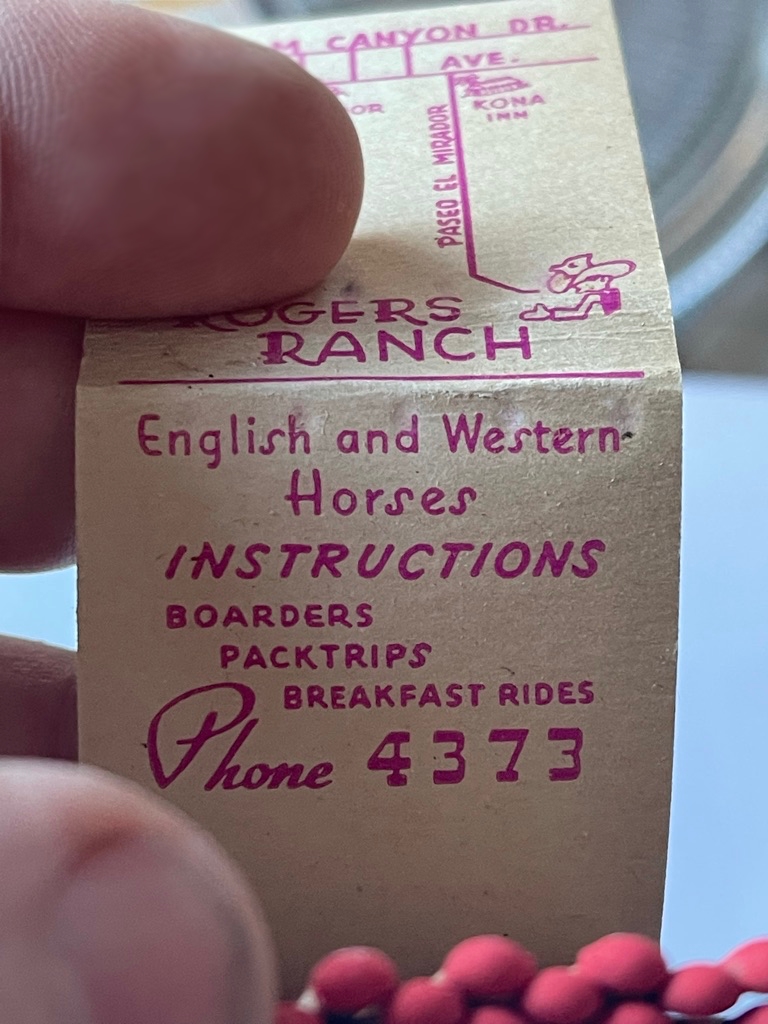 CANYON DR.
AVE.
KONA
INN
PASEO EL MIRADOR
ROGERS
RANCH
English and Western
Horses
INSTRUCTIONS
BOARDERS
PACKTRIPS
BREAKFAST RIDES
Phone 4373